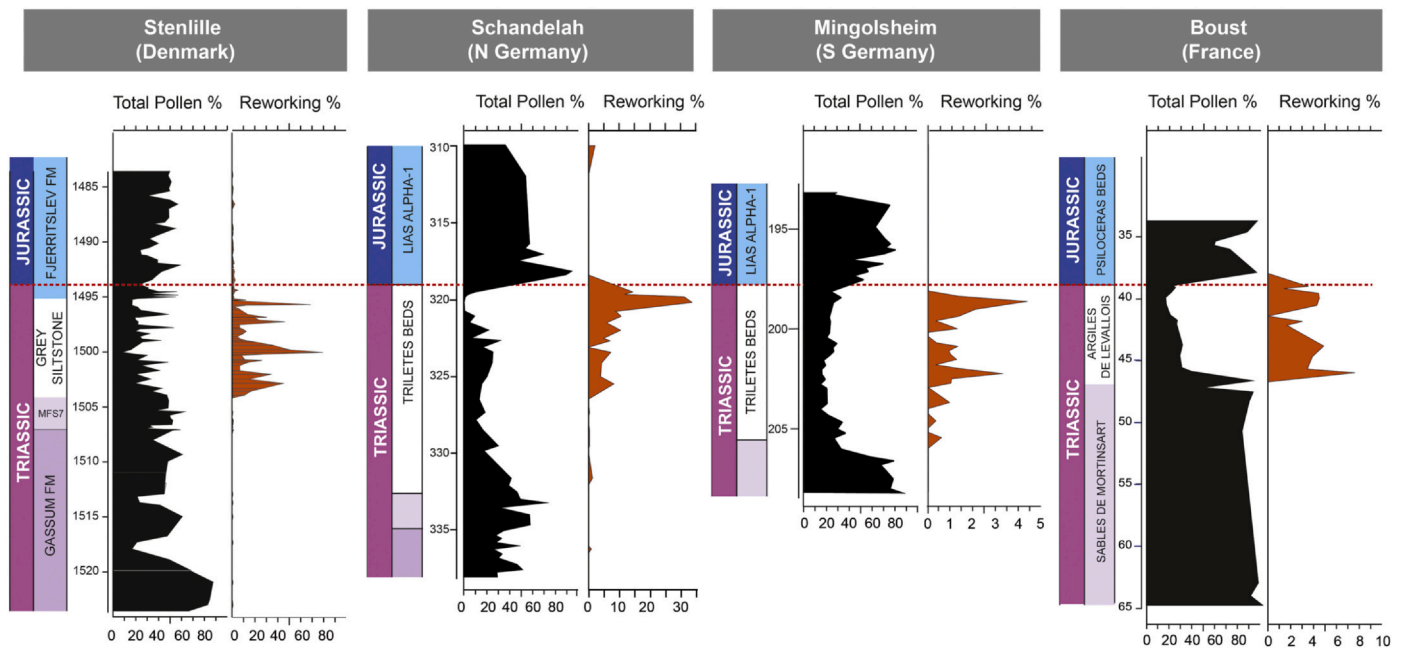 Stenlille
(Denmark)
Schandelah
(N Germany)
Mingolsheim
(S Germany)
Boust
(France)
Total Pollen %
Reworking %
Total Pollen %
Reworking %
Total Pollen %
Reworking %
Total Pollen %
Reworking %
JURASSIC
TRIASSIC
FJERRITSLEV FM
GREY
SILTSTONE
MFS7
GASSUM FM
1485
1490
1495
1500
1505
1510
1515
1520
0 20 40 60 80
0 20 40 60 80
JURASSIC
TRIASSIC
LIAS ALPHA-1
TRILETES BEDS
310
315
320
325
330
335
0 20 40 60 80
0 10 20 30 35
JURASSIC
TRIASSIC
LIAS ALPHA-1
TRILETES BEDS
195
200
205
0 20 40 60 80
0 1 2 3 4 5
JURASSIC
TRIASSIC
PSILOCERAS BEDS
ARGILES
DE LEVALLOIS
SABLES DE MORTINSART
35
40
45
50
55
60
65
0 20 40 60 80
0 2 4 6 8 10